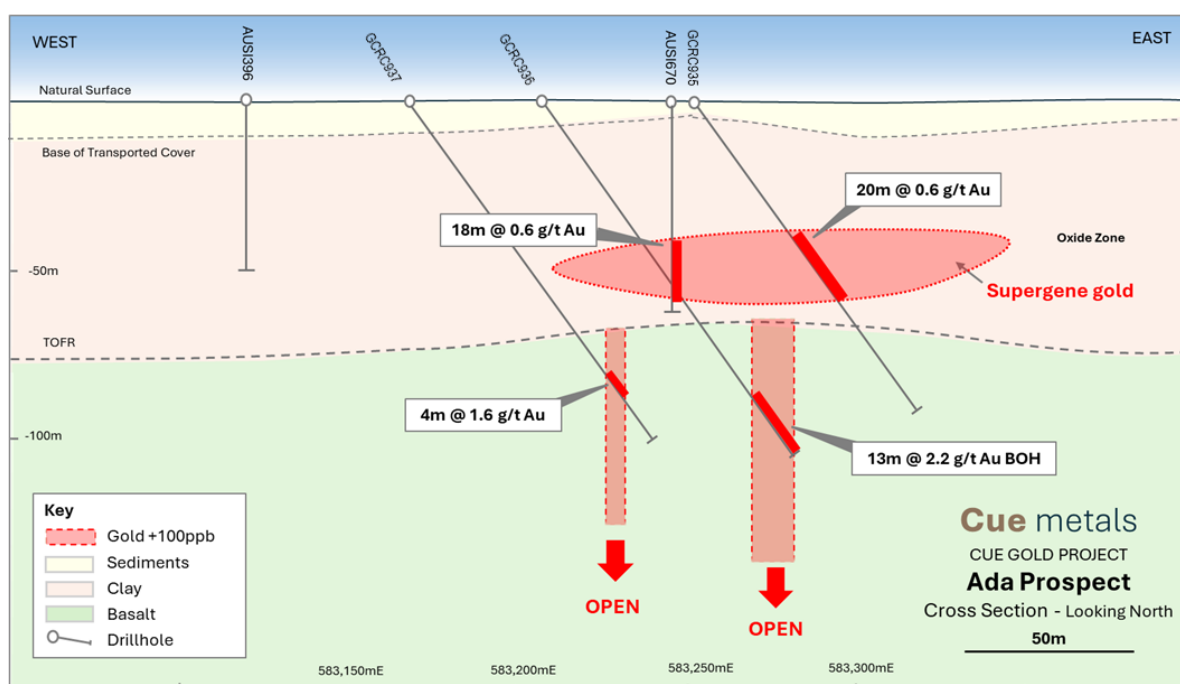 WEST
EAST
AUSI396
GCRC937
GCRC936
AUSI670
GCRC935
Natural Surface
Base of Transported Cover
20m @ 0.6 g/t Au
18m @ 0.6 g/t Au
Oxide Zone
-50m
Supergene gold
TOFR
4m @ 1.6 g/t Au
-100m
13m @ 2.2 g/t Au BOH
Key
Gold +100ppb
Sediments
Clay
Basalt
Drillhole
OPEN
OPEN
Cue metals
CUE GOLD PROJECT
Ada Prospect
Cross Section - Looking North
50m
583,150mE
583,200mE
583,250mE
583,300mE